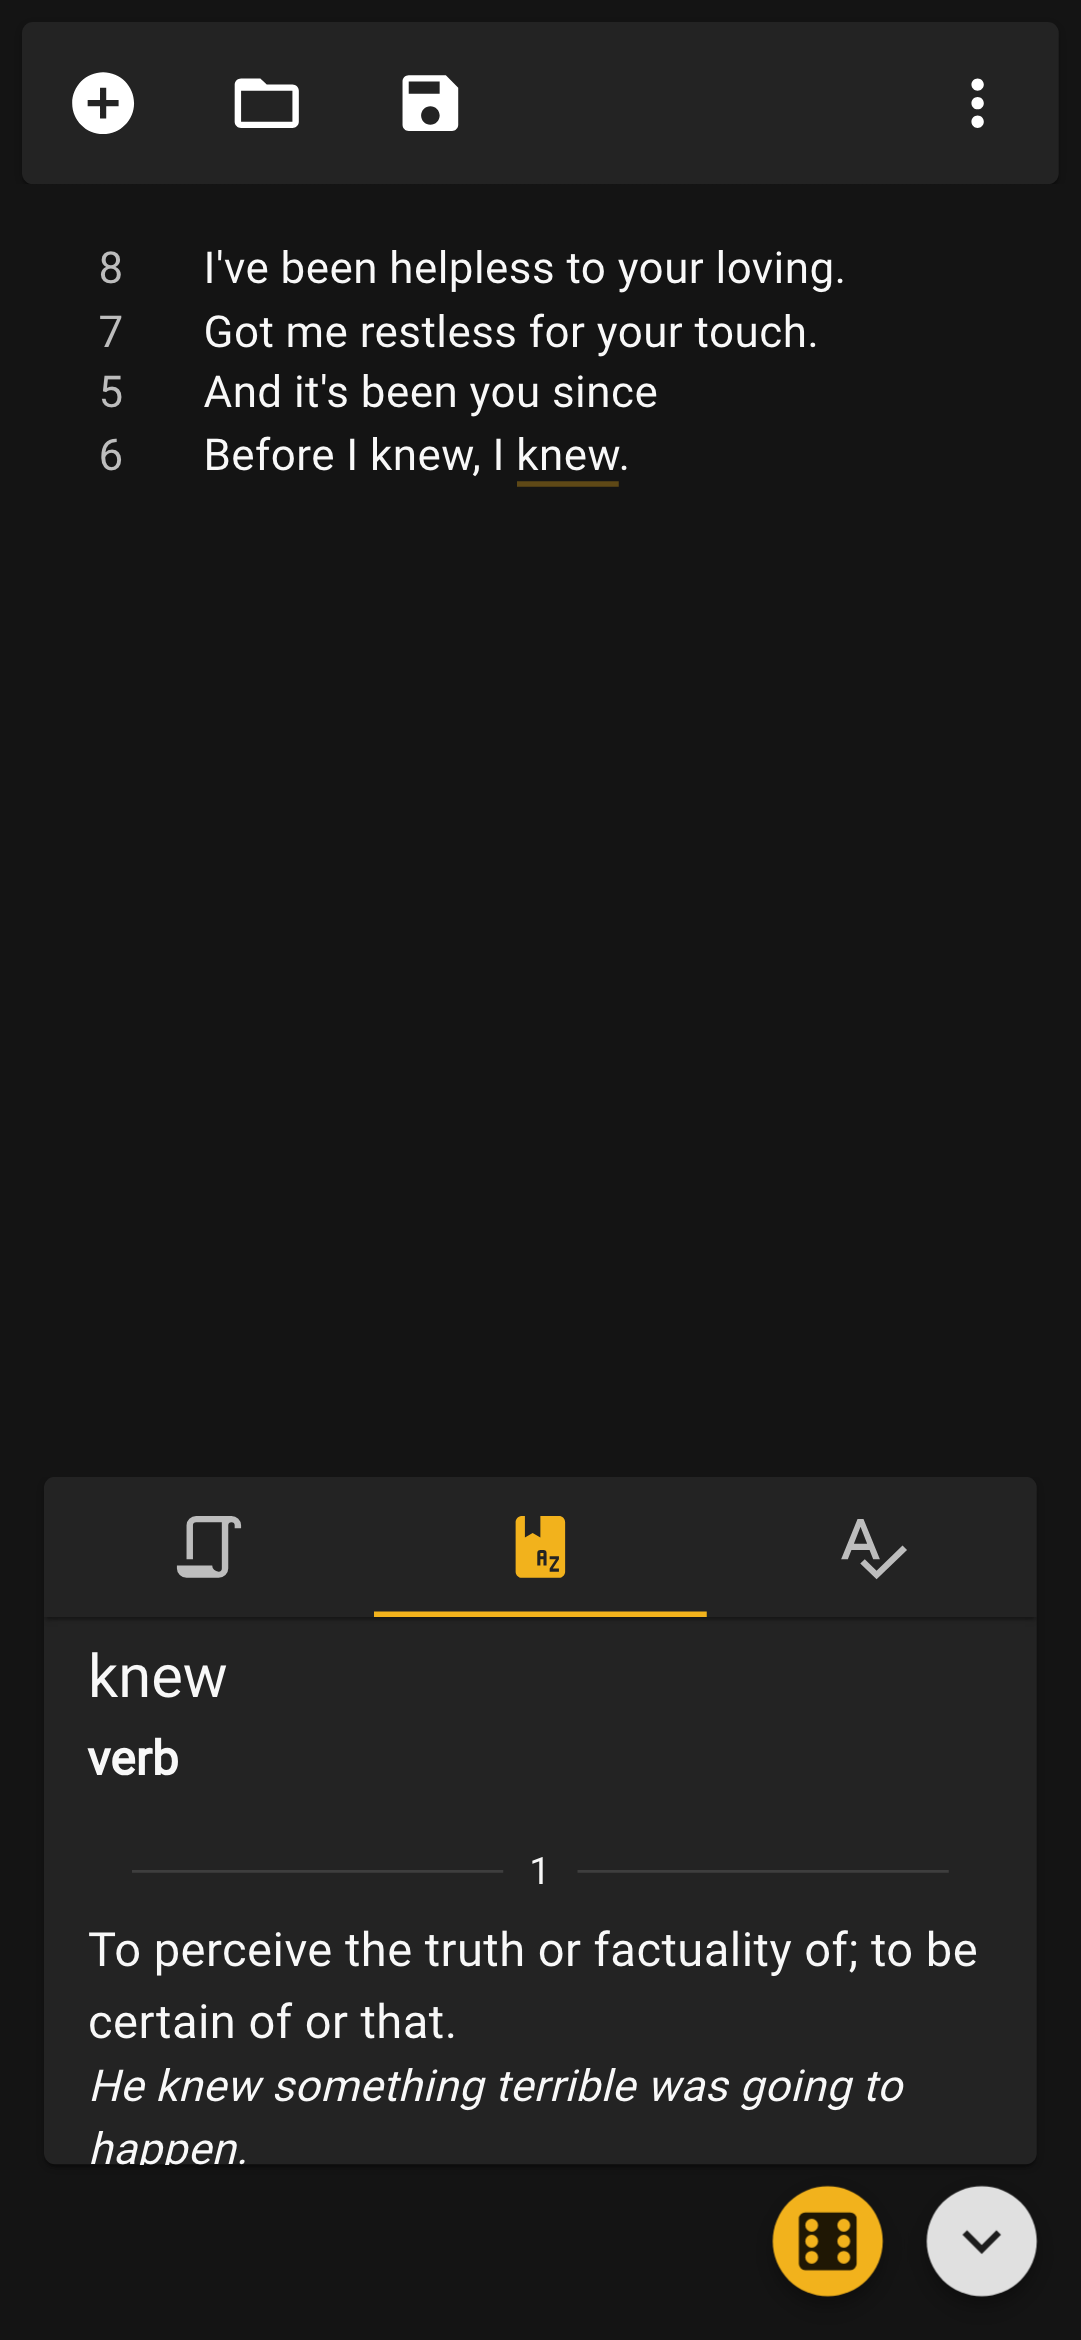 8 I've been helpless to your loving.
7 Got me restless for your touch.
5 And it's been you since
6 Before I knew, I knew.
AZ
knew
verb
1
To perceive the truth or factuality of; to be
certain of or that.
He knew something terrible was going to
happen.